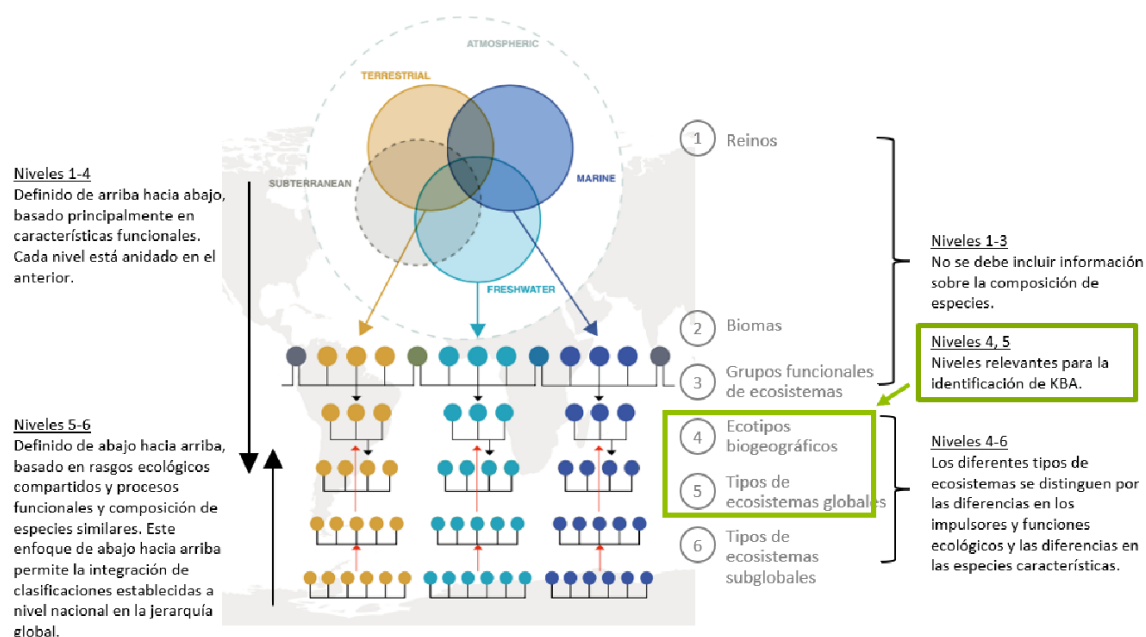 ATMOSPHERIC
TERRESTRIAL
SUBTERRANEAN
MARINE
FRESHWATER
Niveles 1-4
Definido de arriba hacia abajo,
basado principalmente en
características funcionales.
Cada nivel está anidado en el
anterior.
Niveles 5-6
Definido de abajo hacia arriba,
basado en rasgos ecológicos
compartidos y procesos
funcionales y composición de
especies similares. Este
enfoque de abajo hacia arriba
permite la integración de
clasificaciones establecidas a
nivel nacional en la jerarquía
global.
1 Reinos
2 Biomas
3 Grupos funcionales
de ecosistemas
4 Ecotipos
biogeográficos
5 Tipos de
ecosistemas globales
6 Tipos de
ecosistemas
subglobales
Niveles 1-3
No se debe incluir información
sobre la composición de
especies.
Niveles 4, 5
Niveles relevantes para la
identificación de KBA.
Niveles 4-6
Los diferentes tipos de
ecosistemas se distinguen por
las diferencias en los
impulsores y funciones
ecológicos y las diferencias en
las especies características.